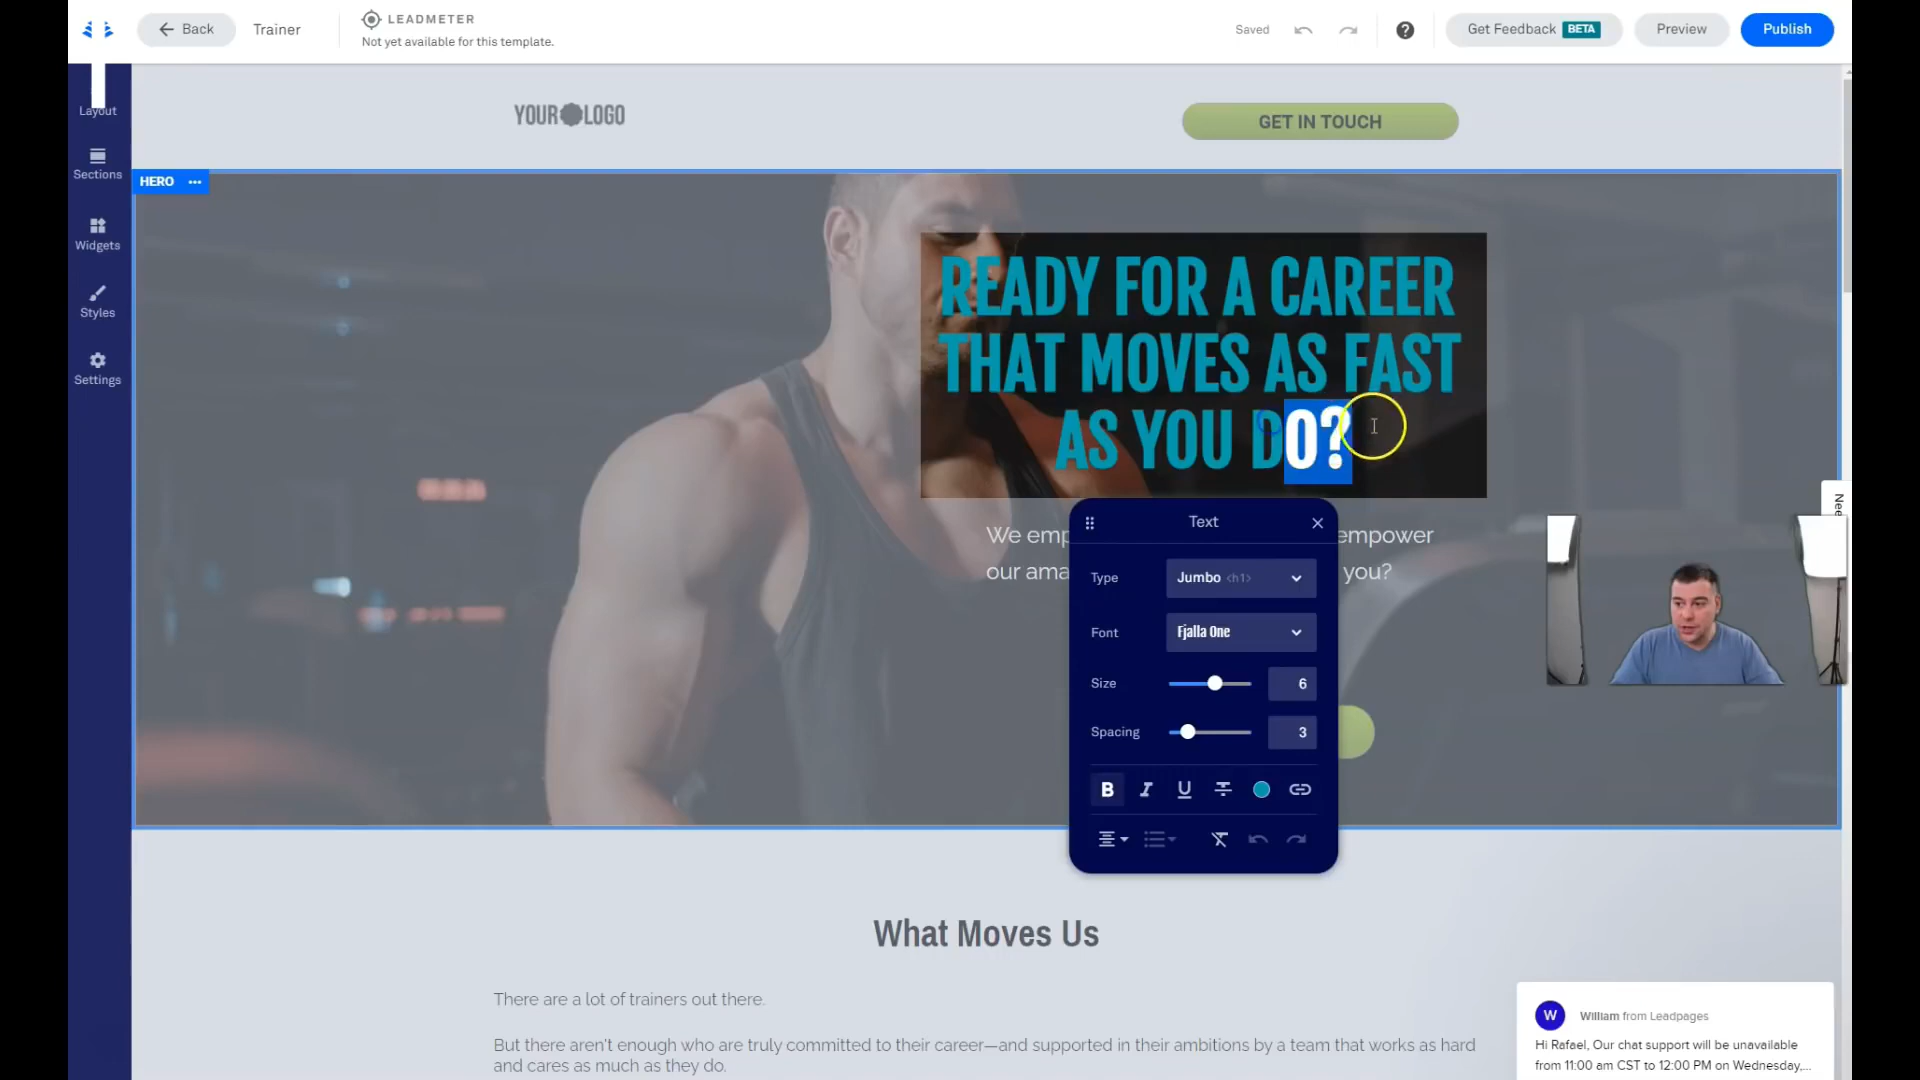 Back
Trainer
LEADMETER
Not yet available for this template.
Saved
?
Get Feedback BETA
Preview
Publish
Layout
Sections
Widgets
Styles
Settings
YOUR LOGO
GET IN TOUCH
HERO ...
READY FOR A CAREER
THAT MOVES AS FAST
AS YOU DO?
We emp
empower
our ama
you?
Text
Type
Jumbo <h1>
Font
Fjalla One
Size
6
Spacing
3
B I U
Nee
What Moves Us
There are a lot of trainers out there.
But there aren't enough who are truly committed to their career—and supported in their ambitions by a team that works as hard
and cares as much as they do.
W
William from Leadpages
Hi Rafael, Our chat support will be unavailable
from 11:00 am CST to 12:00 PM on Wednesday,...